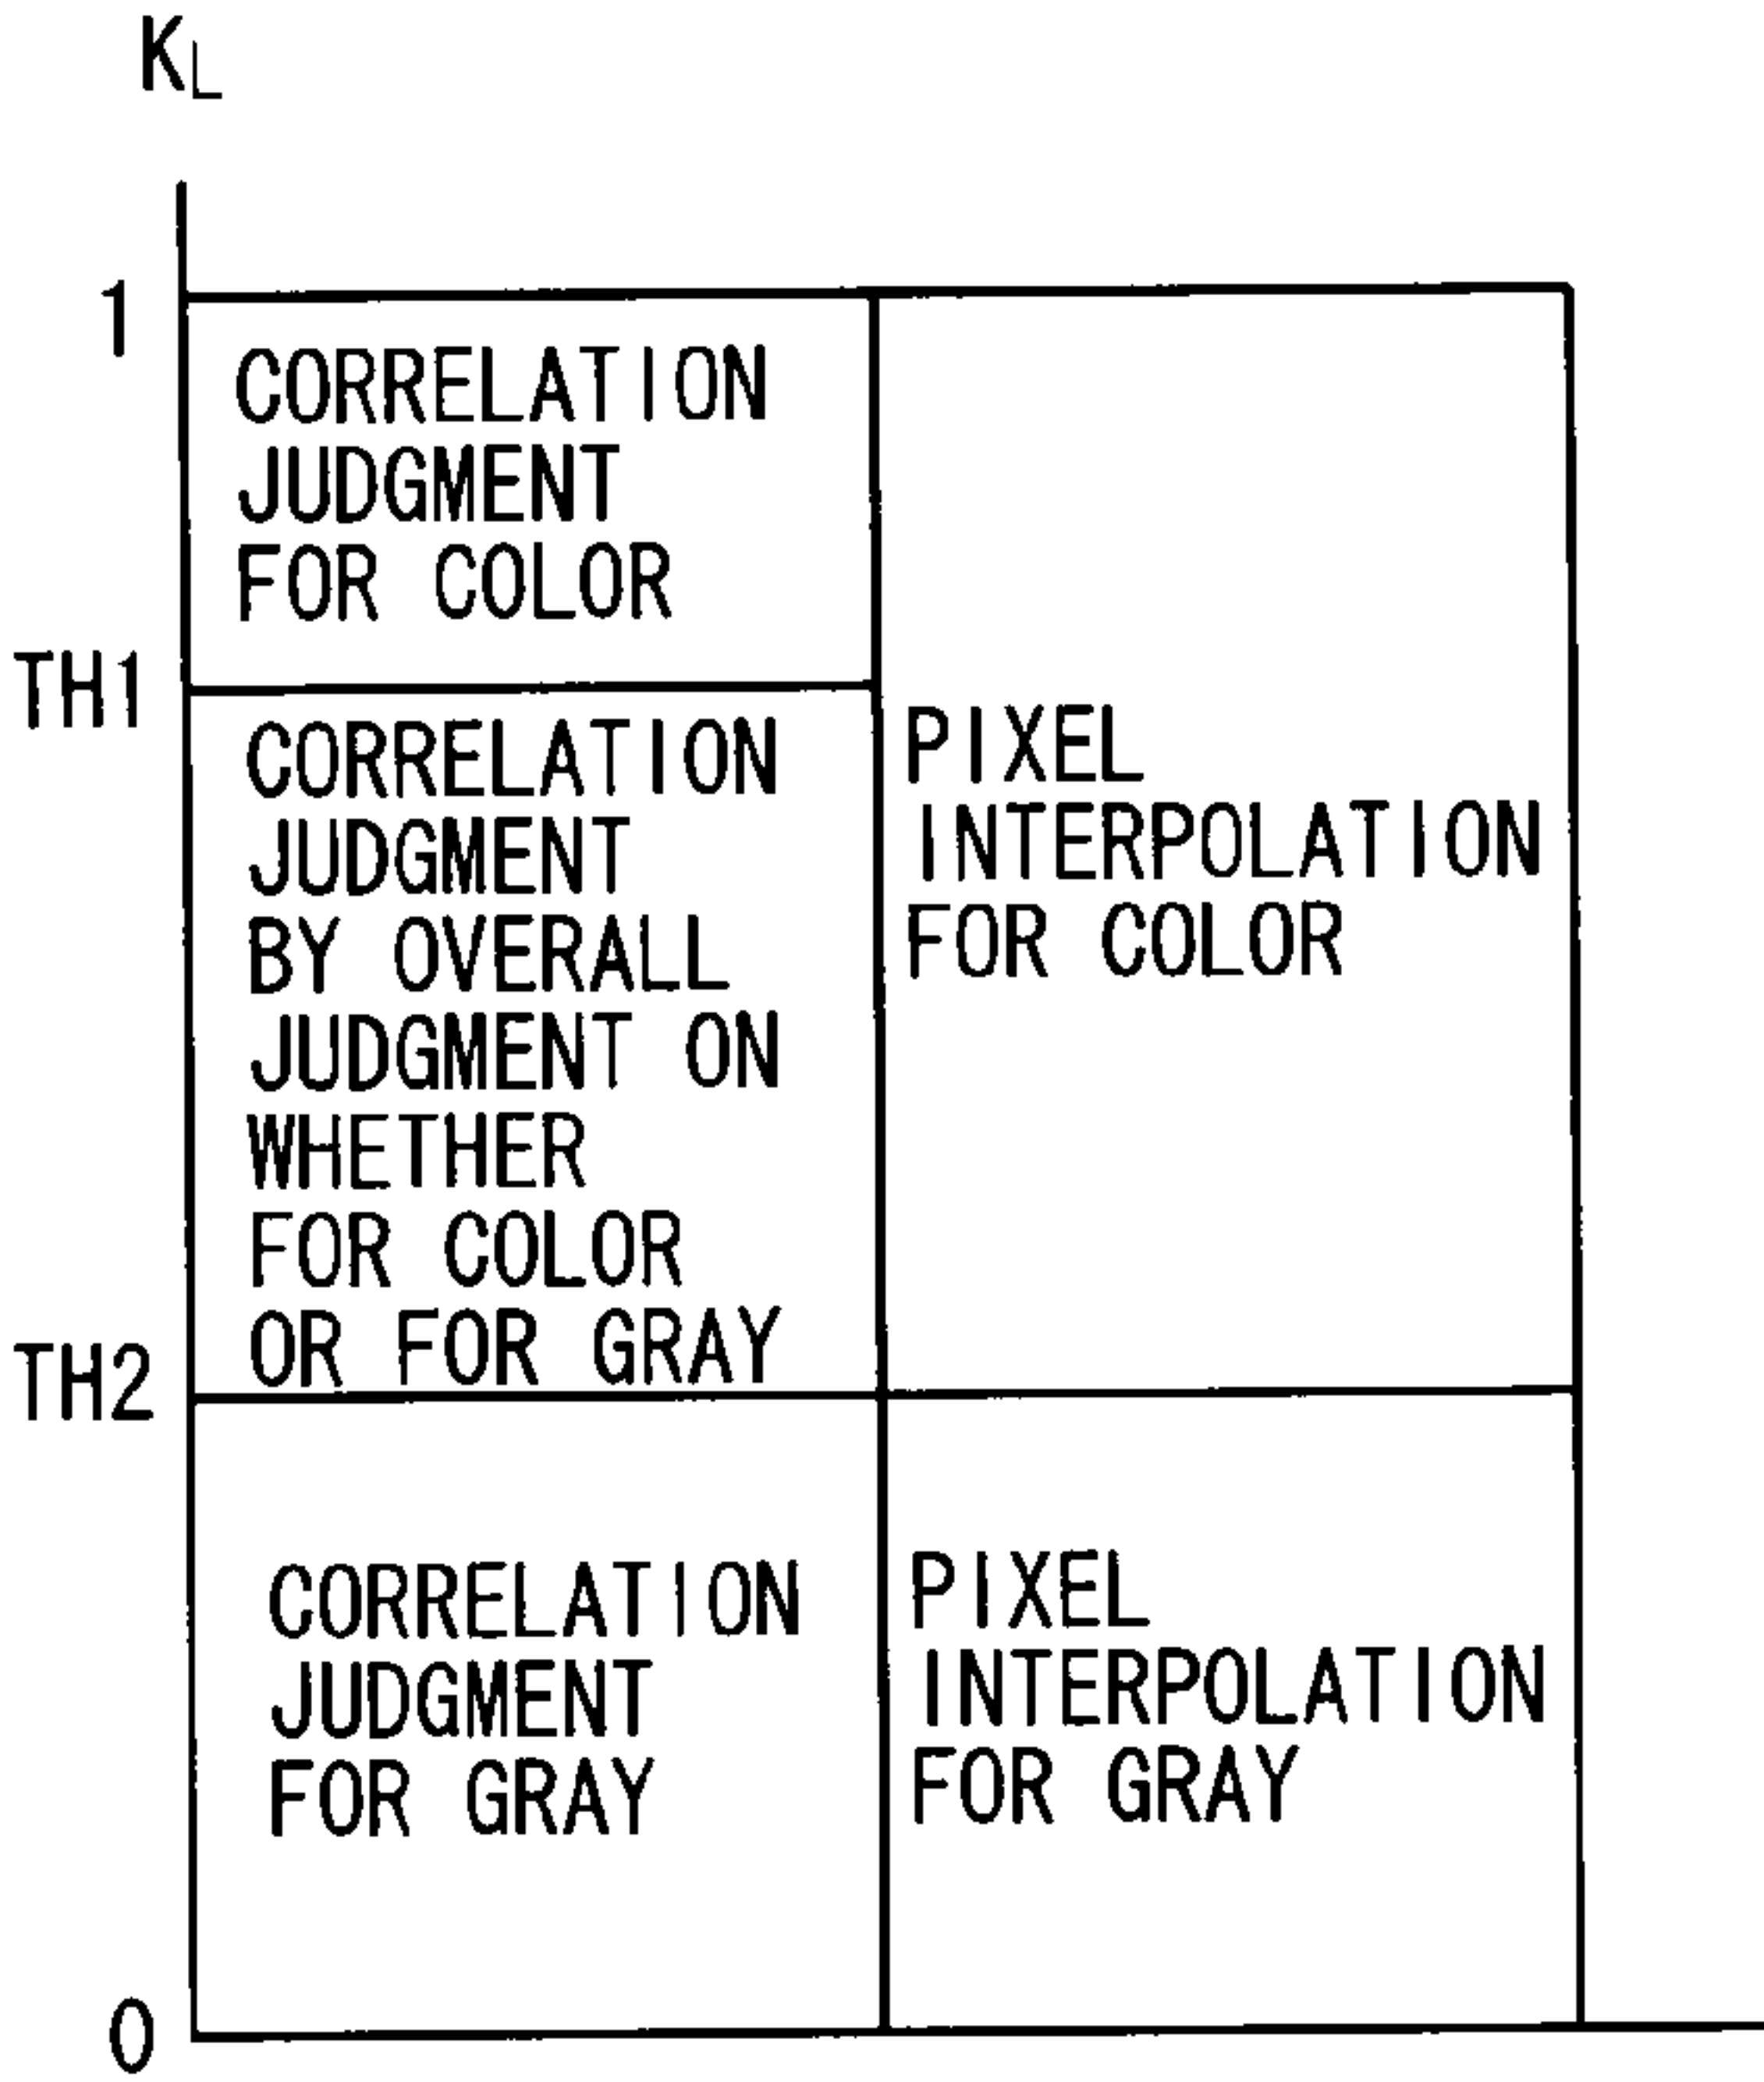 KL
1
CORRELATION
JUDGMENT
FOR COLOR
TH1
CORRELATION
JUDGMENT
BY OVERALL
JUDGMENT ON
WHETHER
FOR COLOR
OR FOR GRAY
PIXEL
INTERPOLATION
FOR COLOR
TH2
CORRELATION
JUDGMENT
FOR GRAY
PIXEL
INTERPOLATION
FOR GRAY
0